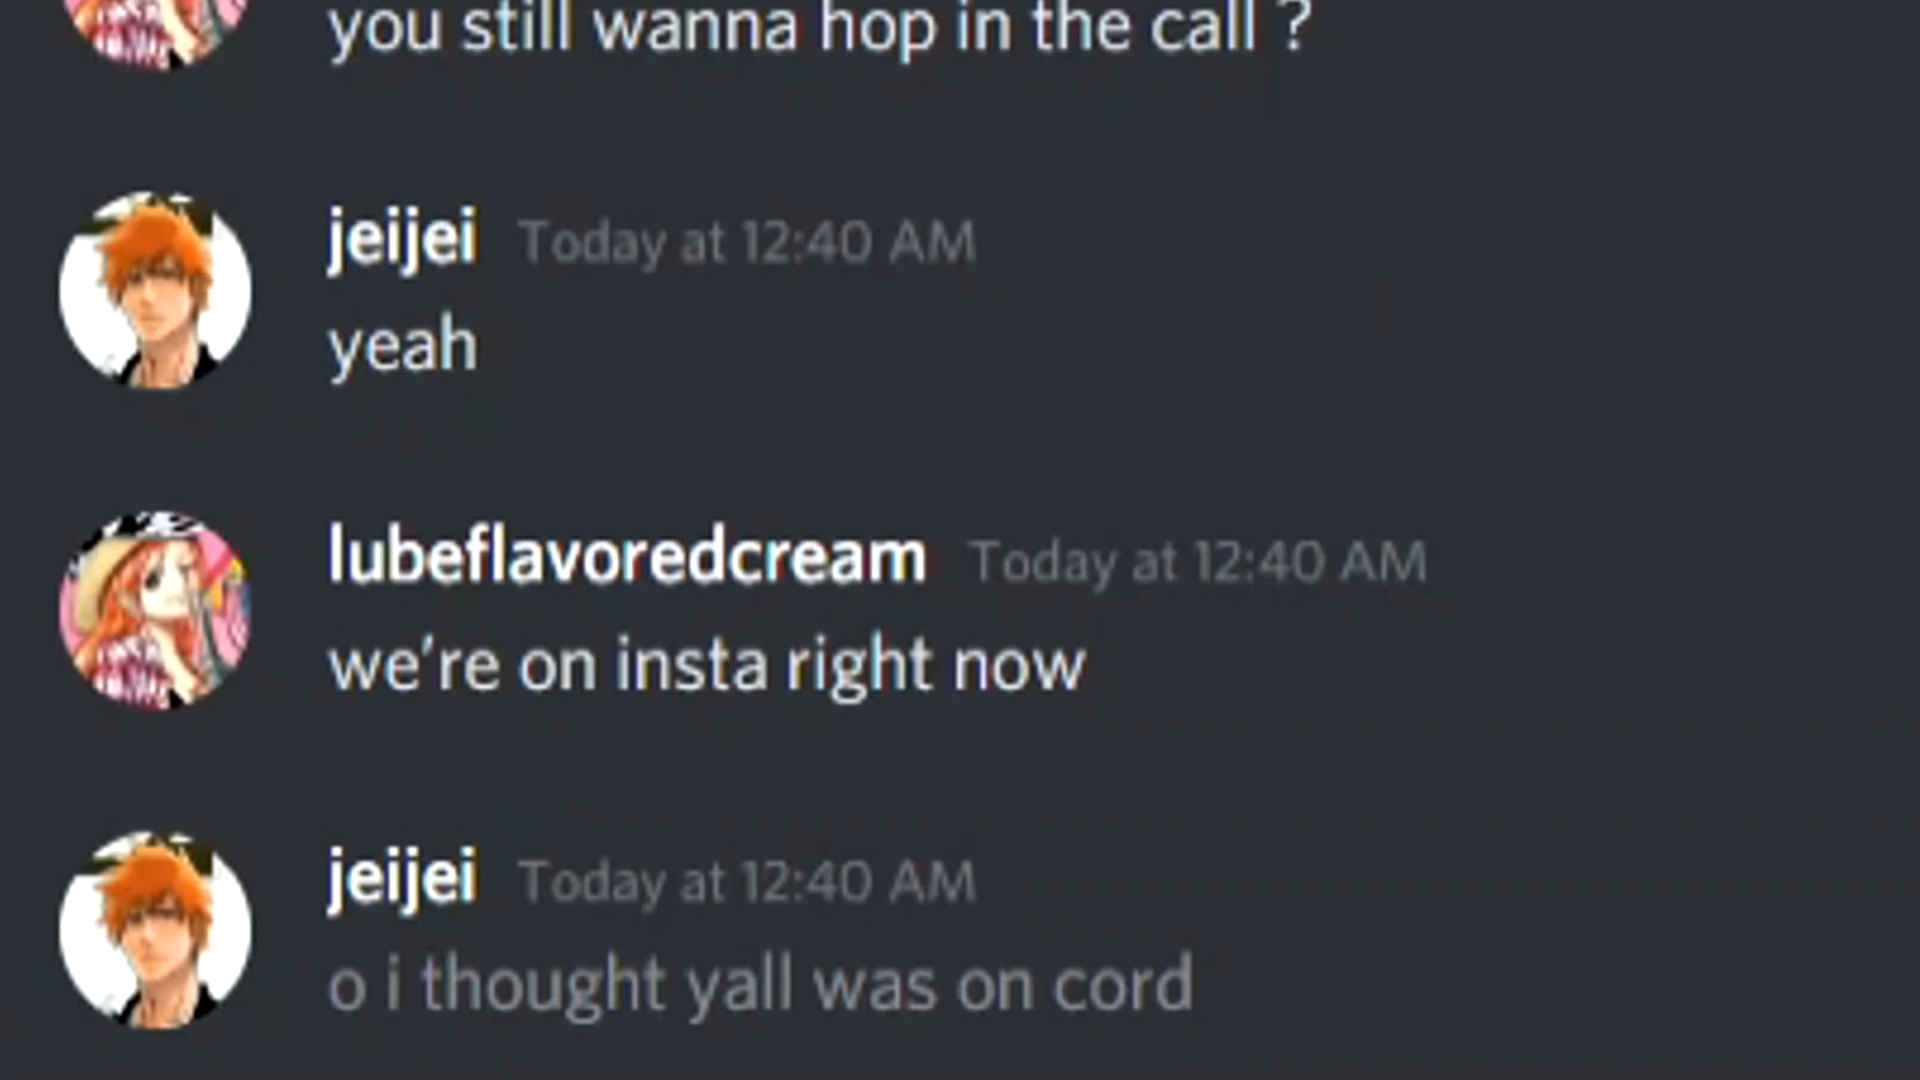 you still wanna hop in the call ?
jeijei Today at 12:40 AM
yeah
lubeflavoredcream Today at 12:40 AM
we're on insta right now
jeijei Today at 12:40 AM
o i thought yall was on cord